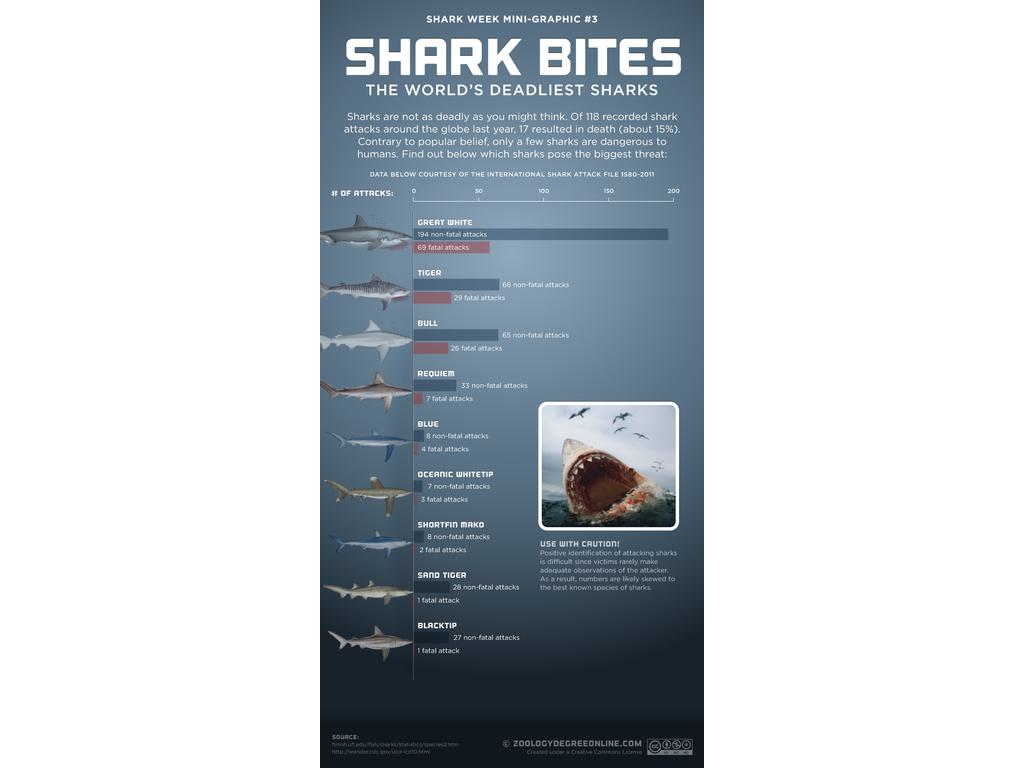 SHARK WEEK MINI-GRAPHIC #3
SHARK BITES
THE WORLD'S DEADLIEST SHARKS
Sharks are not as deadly as you might think. Of 118 recorded shark
attacks around the globe last year, 17 resulted in death (about 15%).
Contrary to popular belief, only a few sharks are dangerous to
humans. Find out below which sharks pose the biggest threat:
DATA BELOW COURTESY OF THE INTERNATIONAL SHARK ATTACK FILE 1580-2011
# OF ATTACKS: 0 50 100 150 200
GREAT WHITE
194 non-fatal attacks
69 fatal attacks
TIGER
66 non-fatal attacks
29 fatal attacks
BULL
65 non-fatal attacks
26 fatal attacks
REQUIEM
33 non-fatal attacks
7 fatal attacks
BLUE
8 non-fatal attacks
4 fatal attacks
OCEANIC WHITETIP
7 non-fatal attacks
3 fatal attacks
SHORTFIN MAKO
8 non-fatal attacks
2 fatal attacks
SAND TIGER
28 non-fatal attacks
1 fatal attack
BLACKTIP
27 non-fatal attacks
1 fatal attack
USE WITH CAUTION!
Positive identification of attacking sharks
is difficult since victims rarely make
adequate observations of the attacker.
As a result, numbers are likely skewed to
the best known species of sharks.
SOURCE:
flmnh.ufl.edu/fish/sharks/statistics/species2.htm
http://wonder.cdc.gov/ucd-icd10.html
© ZOOLOGYDEGREEONLINE.COM
Created under a Creative Commons License